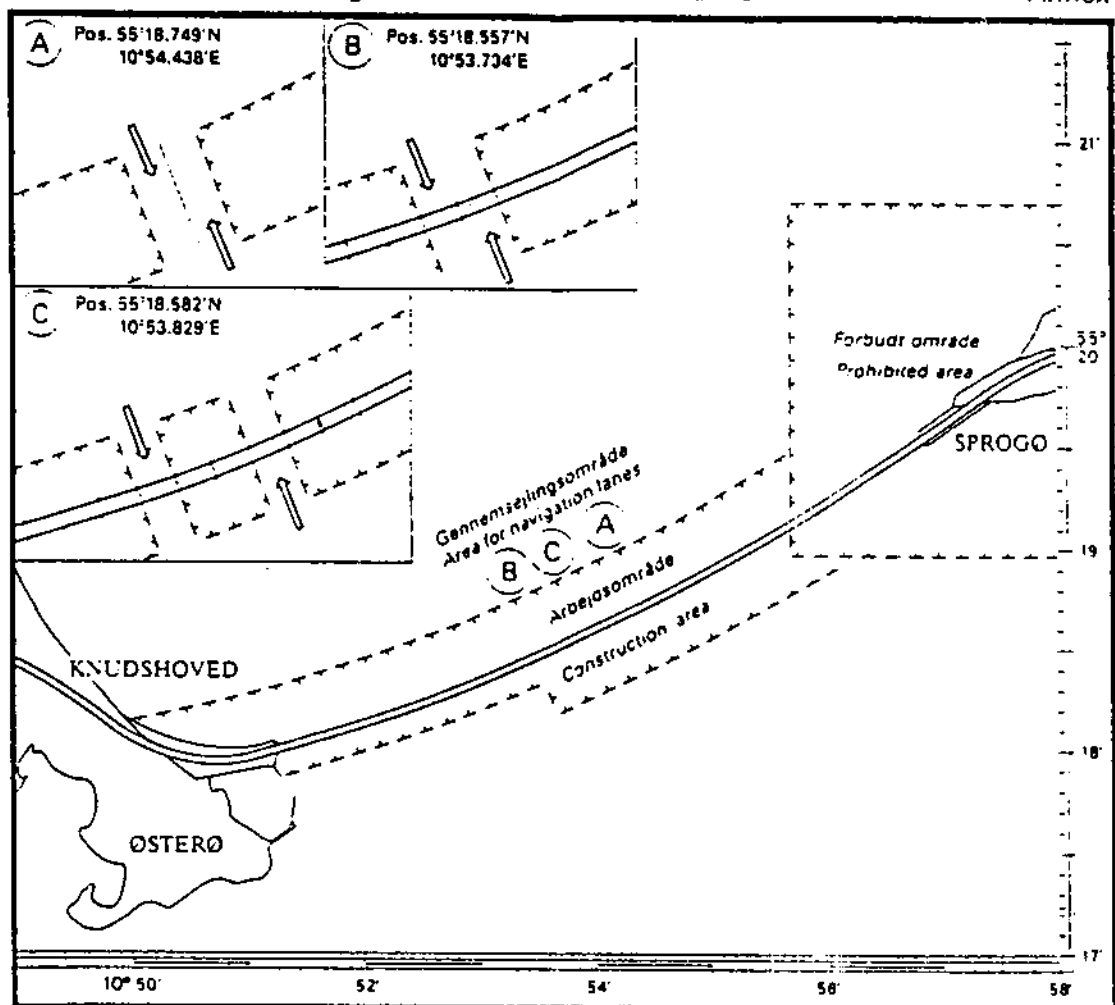 A
Pos. 55°18.749'N
10°54.438'E
B
Pos. 55°18.557'N
10°53.734'E
C
Pos. 55°18.582'N
10°53.829'E
21'
55°
20'
Forbudt område
Prohibited area
SPROGØ
Gennemsejlingsområde
Area for navigation lanes
B C A
19
Arbejdsområde
Construction area
KNUDSHOVED
18'
ØSTERØ
17'
10° 50' 52' 54' 56' 58'